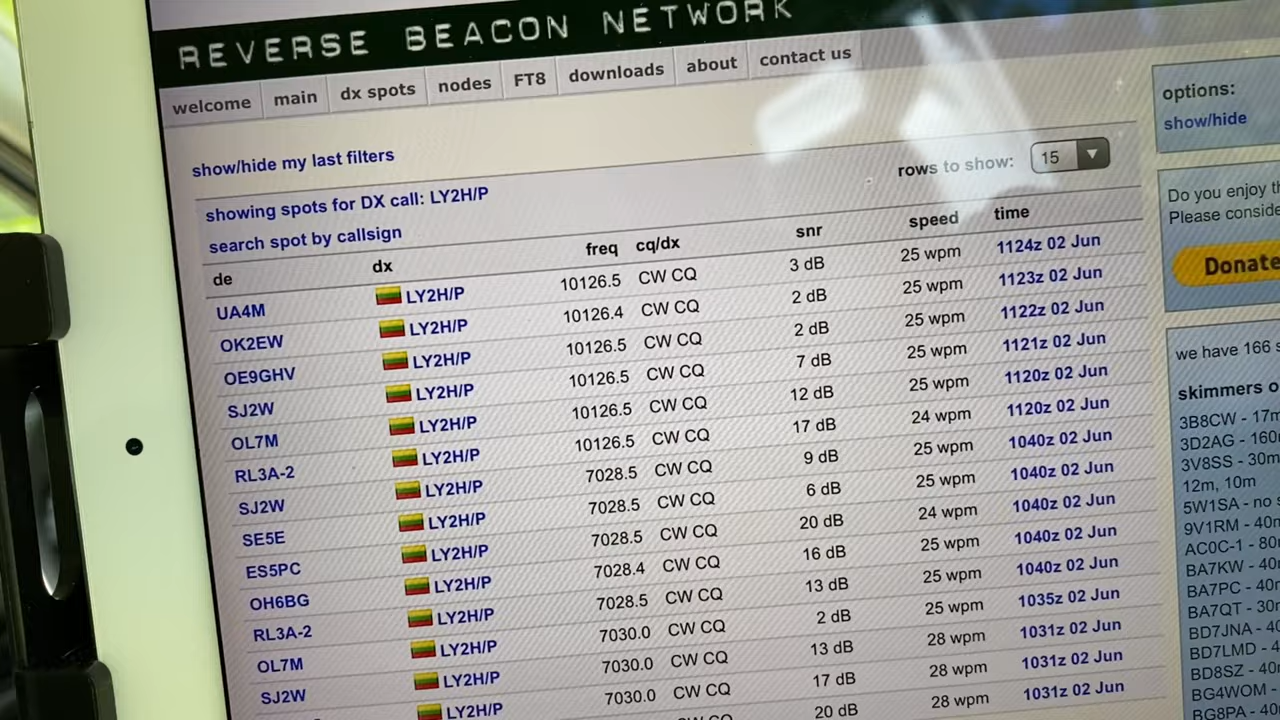 REVERSE BEACON NETWORK
welcome main dx spots nodes FT8 downloads about contact us
show/hide my last filters
rows to show: 15
showing spots for DX call: LY2H/P
search spot by callsign
de dx freq cq/dx snr speed time
UA4M LY2H/P 10126.5 CW CQ 3 dB 25 wpm 1124z 02 Jun
OK2EW LY2H/P 10126.4 CW CQ 2 dB 25 wpm 1123z 02 Jun
OE9GHV LY2H/P 10126.5 CW CQ 2 dB 25 wpm 1122z 02 Jun
SJ2W LY2H/P 10126.5 CW CQ 7 dB 25 wpm 1121z 02 Jun
OL7M LY2H/P 10126.5 CW CQ 12 dB 25 wpm 1120z 02 Jun
RL3A-2 LY2H/P 10126.5 CW CQ 17 dB 24 wpm 1120z 02 Jun
SJ2W LY2H/P 7028.5 CW CQ 9 dB 25 wpm 1040z 02 Jun
SE5E LY2H/P 7028.5 CW CQ 6 dB 25 wpm 1040z 02 Jun
ES5PC LY2H/P 7028.5 CW CQ 20 dB 24 wpm 1040z 02 Jun
OH6BG LY2H/P 7028.4 CW CQ 16 dB 25 wpm 1040z 02 Jun
RL3A-2 LY2H/P 7028.5 CW CQ 13 dB 25 wpm 1040z 02 Jun
OL7M LY2H/P 7030.0 CW CQ 2 dB 25 wpm 1035z 02 Jun
SJ2W LY2H/P 7030.0 CW CQ 13 dB 28 wpm 1031z 02 Jun
LY2H/P 7030.0 CW CQ 17 dB 28 wpm 1031z 02 Jun
20 dB 28 wpm 1031z 02 Jun
options:
show/hide
Do you enjoy
Please
Donate
we have 166
skimmers
3B8CW - 17m
3D2AG -
3V8SS - 30m
12m, 10m
5W1SA - no
9V1RM -
AC0C-1 -
BA7KW -
BA7PC -
BA7QT -
BD7JNA -
BD7LMD -
BD8SZ -
BG4WOM -
BG8PA -